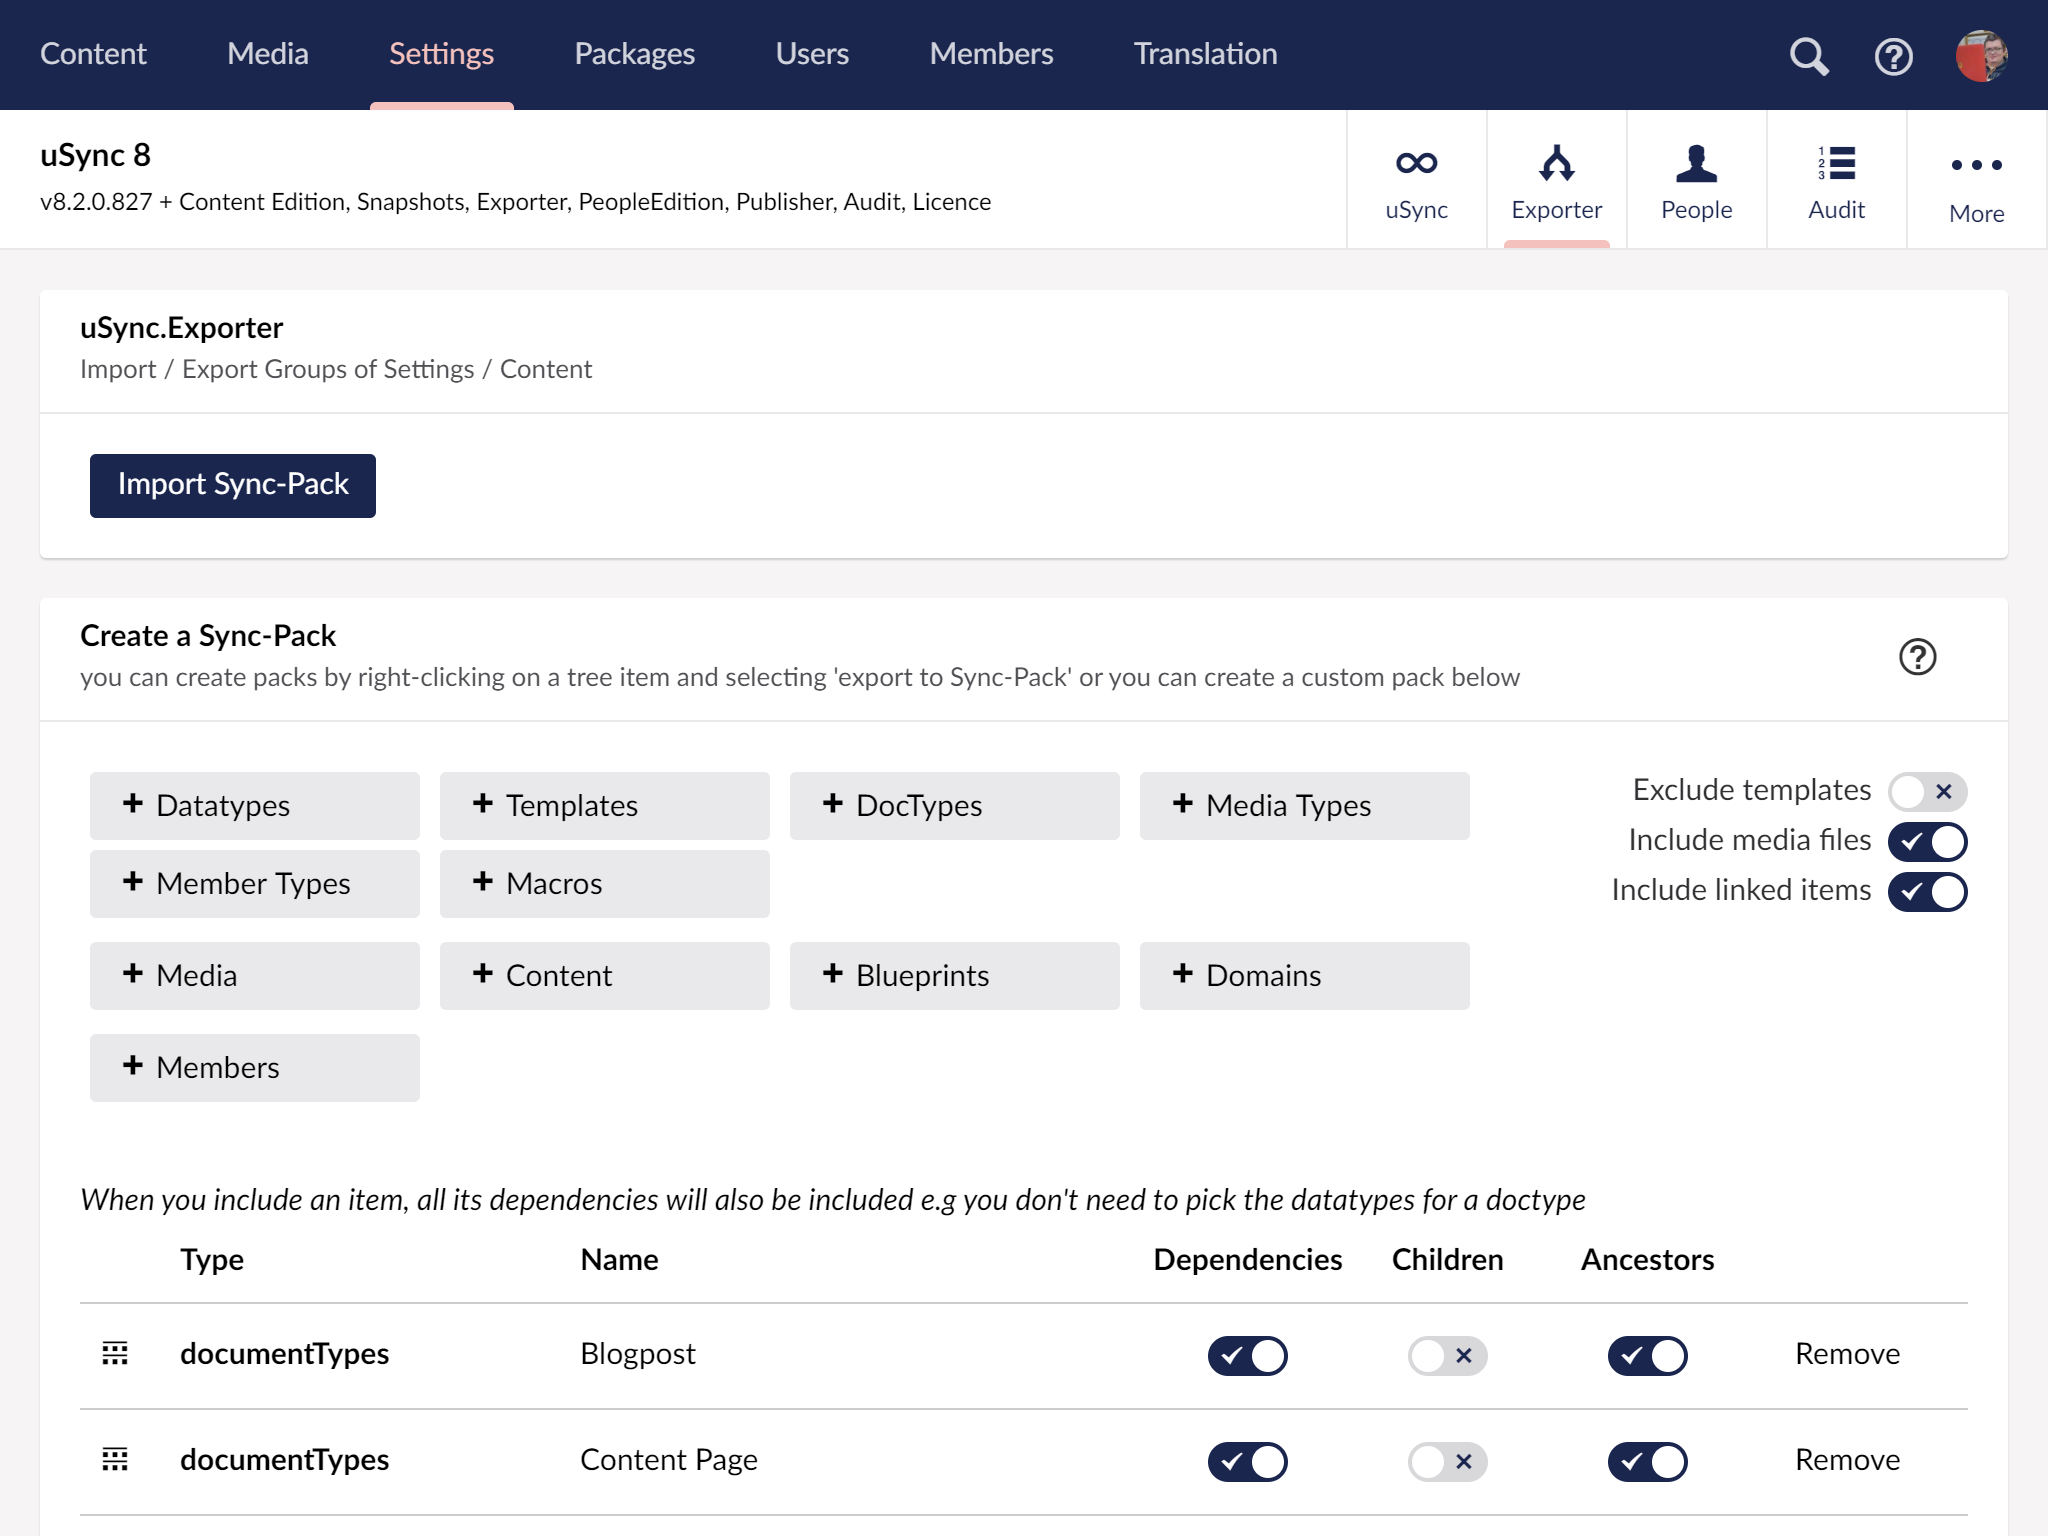 Content Media Settings Packages Users Members Translation
uSync 8
v8.2.0.827 + Content Edition, Snapshots, Exporter, PeopleEdition, Publisher, Audit, Licence
uSync Exporter People Audit More
uSync.Exporter
Import / Export Groups of Settings / Content
Import Sync-Pack
Create a Sync-Pack
you can create packs by right-clicking on a tree item and selecting 'export to Sync-Pack' or you can create a custom pack below
+ Datatypes + Templates + DocTypes + Media Types
+ Member Types + Macros
+ Media + Content + Blueprints + Domains
+ Members
Exclude templates
Include media files
Include linked items
When you include an item, all its dependencies will also be included e.g you don't need to pick the datatypes for a doctype
Type Name Dependencies Children Ancestors
documentTypes Blogpost Remove
documentTypes Content Page Remove